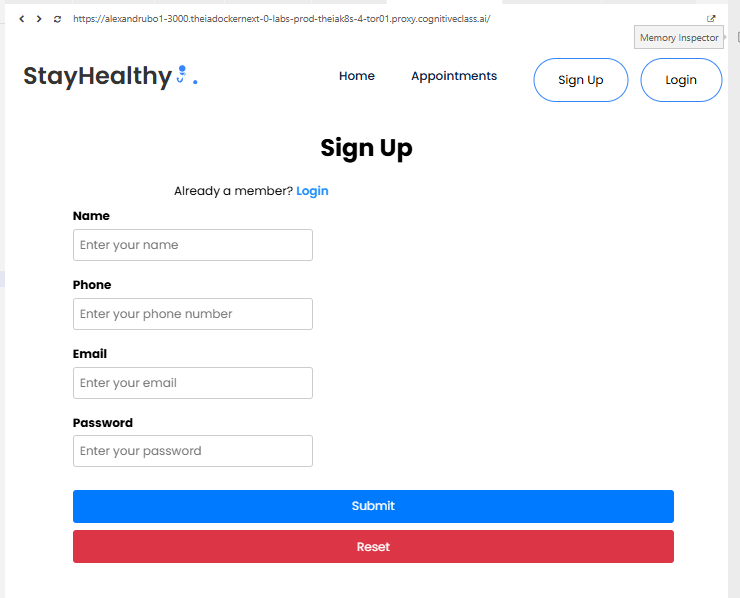 https://alexandrubo1-3000.theiadockernext-0-labs-prod-theiak8s-4-tor01.proxy.cognitiveclass.ai/
Memory Inspector
StayHealthy
Home Appointments Sign Up Login
Sign Up
Already a member? Login
Name
Enter your name
Phone
Enter your phone number
Email
Enter your email
Password
Enter your password
Submit
Reset